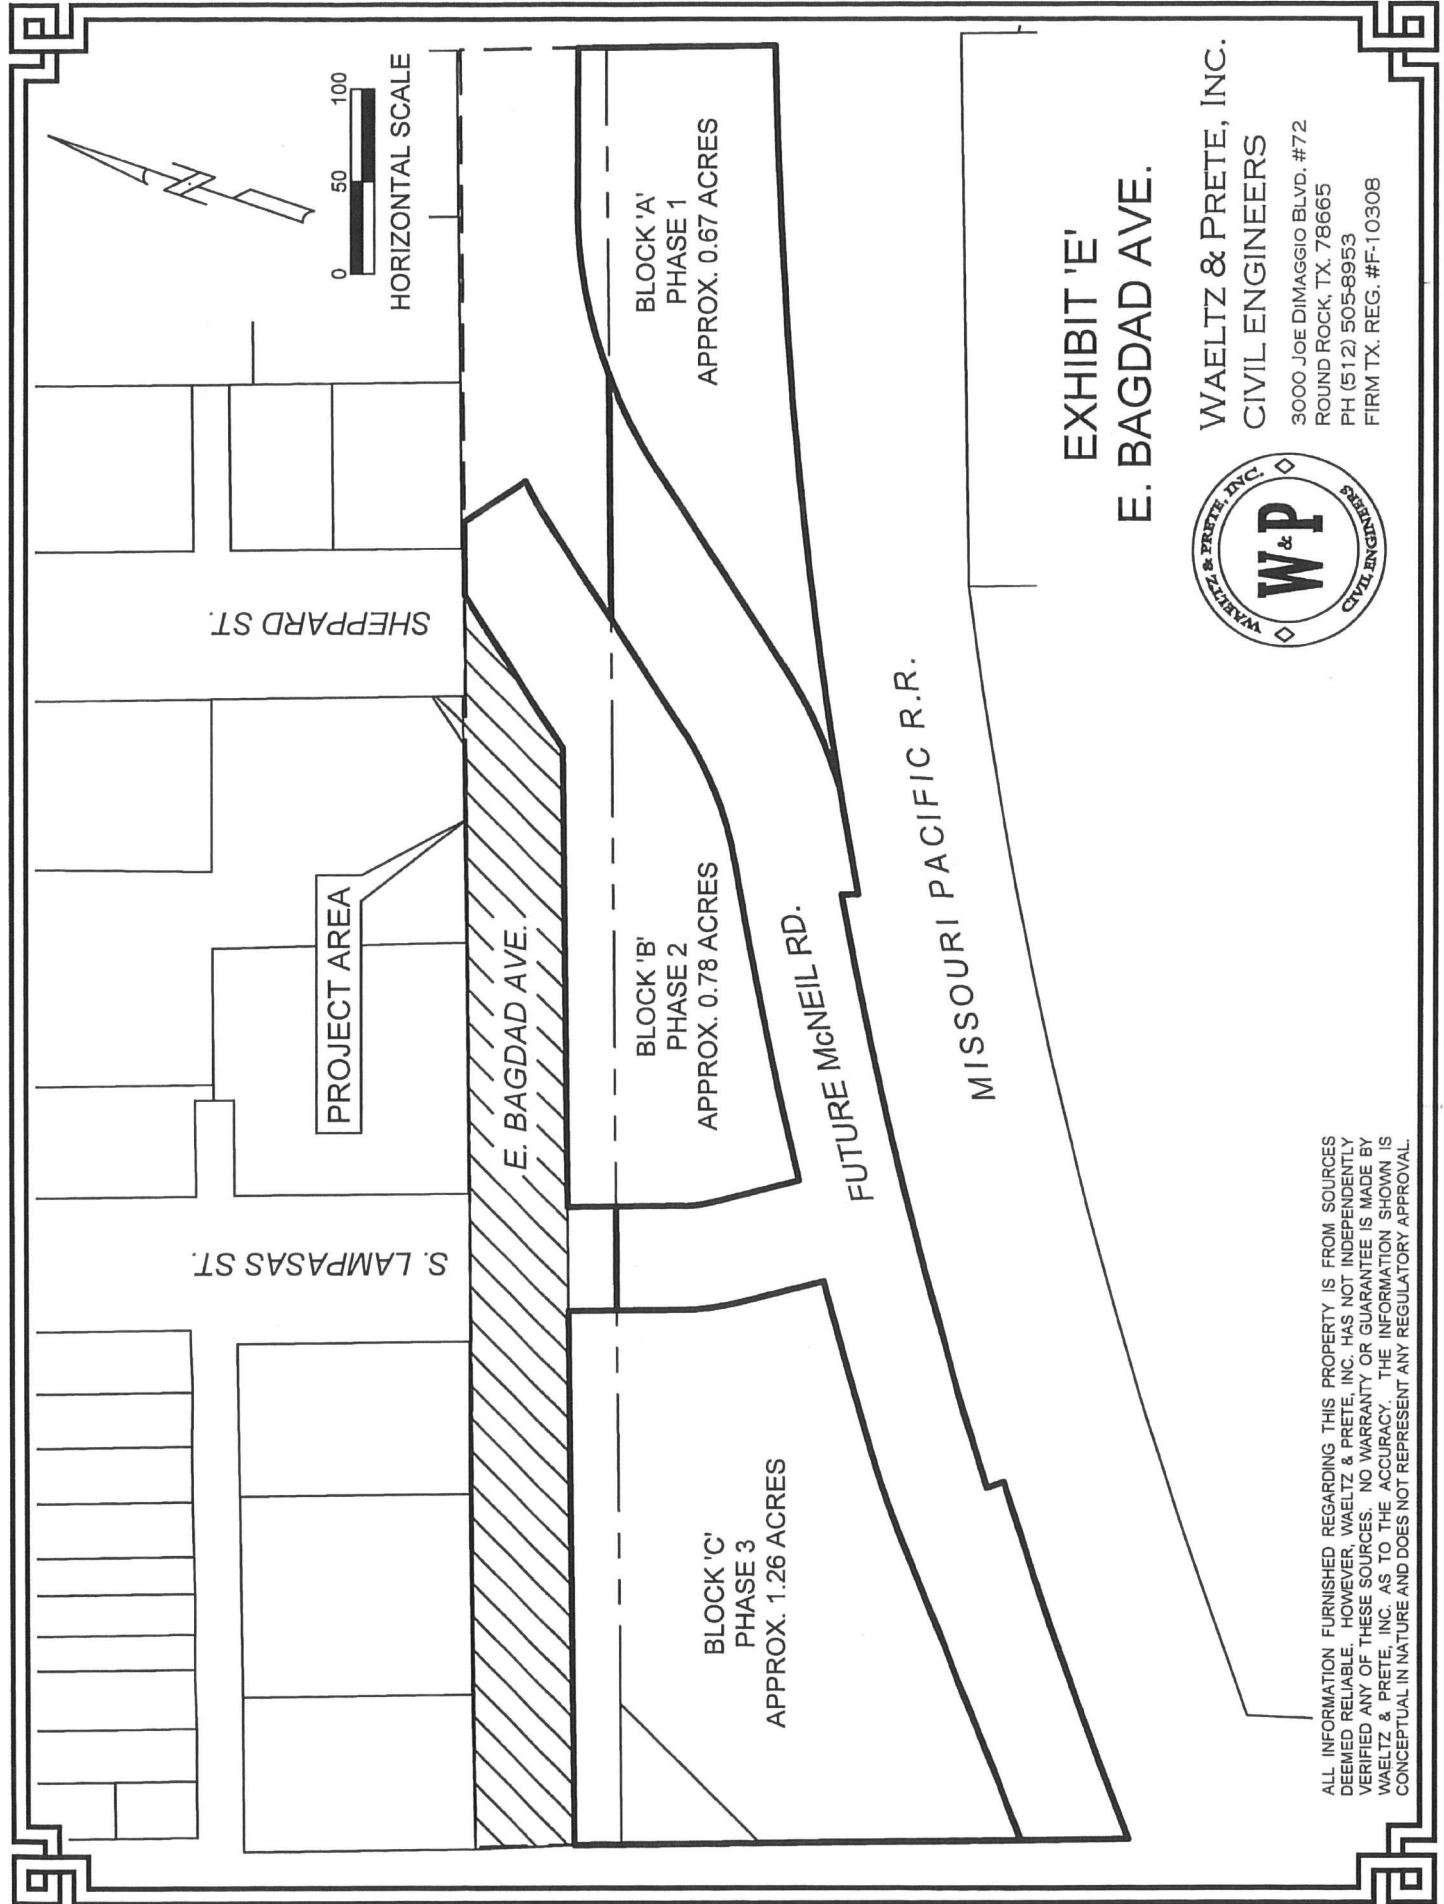 0 50 100
HORIZONTAL SCALE
N
SHEPPARD ST.
S. LAMPASAS ST.
PROJECT AREA
E. BAGDAD AVE.
BLOCK 'A'
PHASE 1
APPROX. 0.67 ACRES
BLOCK 'B'
PHASE 2
APPROX. 0.78 ACRES
BLOCK 'C'
PHASE 3
APPROX. 1.26 ACRES
FUTURE McNEIL RD.
MISSOURI PACIFIC R.R.
EXHIBIT 'E'
E. BAGDAD AVE.
WAELTZ & PRETE, INC.
W&P
CIVIL ENGINEERS
WAELTZ & PRETE, INC.
CIVIL ENGINEERS
3000 JOE DIMAGGIO BLVD. #72
ROUND ROCK, TX. 78665
PH (512) 505-8953
FIRM TX. REG. #F-10308
ALL INFORMATION FURNISHED REGARDING THIS PROPERTY IS FROM SOURCES
DEEMED RELIABLE. HOWEVER, WAELTZ & PRETE, INC. HAS NOT INDEPENDENTLY
VERIFIED ANY OF THESE SOURCES. NO WARRANTY OR GUARANTEE IS MADE BY
WAELTZ & PRETE, INC. AS TO THE ACCURACY. THE INFORMATION SHOWN IS
CONCEPTUAL IN NATURE AND DOES NOT REPRESENT ANY REGULATORY APPROVAL.